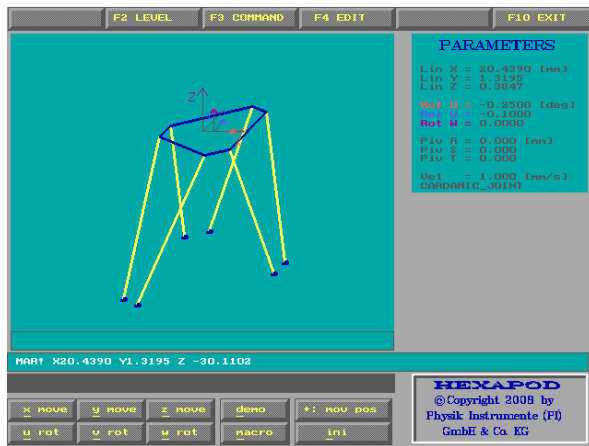 F2 LEVEL F3 COMMAND F4 EDIT F10 EXIT
PARAMETERS
Lin X = 20.4390 [mm]
Lin Y = 1.3195
Lin Z = 0.3847
Rot U = -0.2500 [deg]
Rot V = -0.1000
Rot W = 0.0000
Piv R = 0.000 [mm]
Piv S = 0.000
Piv T = 0.000
Vel = 1.000 [mm/s]
CARDANIC_JOINT
Z
MAR! X20.4390 Y1.3195 Z -30.1102
x move y move z move demo +: mov pos
u rot v rot w rot macro ini
HEXAPOD
©Copyright 2008 by
Physik Instrumente (PI)
GmbH & Co. KG